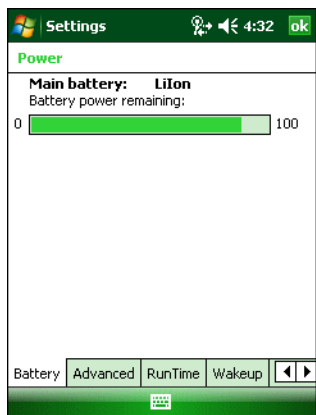 Settings 4:32 ok
Power
Main battery: LiIon
Battery power remaining:
0 100
Battery Advanced RunTime Wakeup